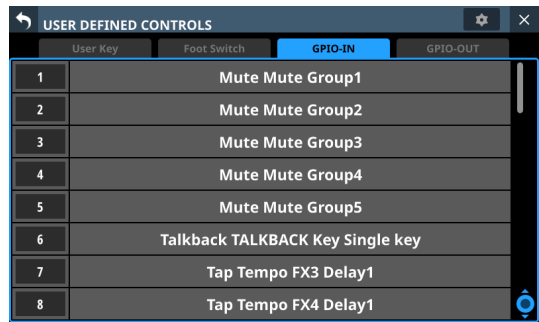 USER DEFINED CONTROLS
User Key Foot Switch GPIO-IN GPIO-OUT
1 Mute Mute Group1
2 Mute Mute Group2
3 Mute Mute Group3
4 Mute Mute Group4
5 Mute Mute Group5
6 Talkback TALKBACK Key Single key
7 Tap Tempo FX3 Delay1
8 Tap Tempo FX4 Delay1